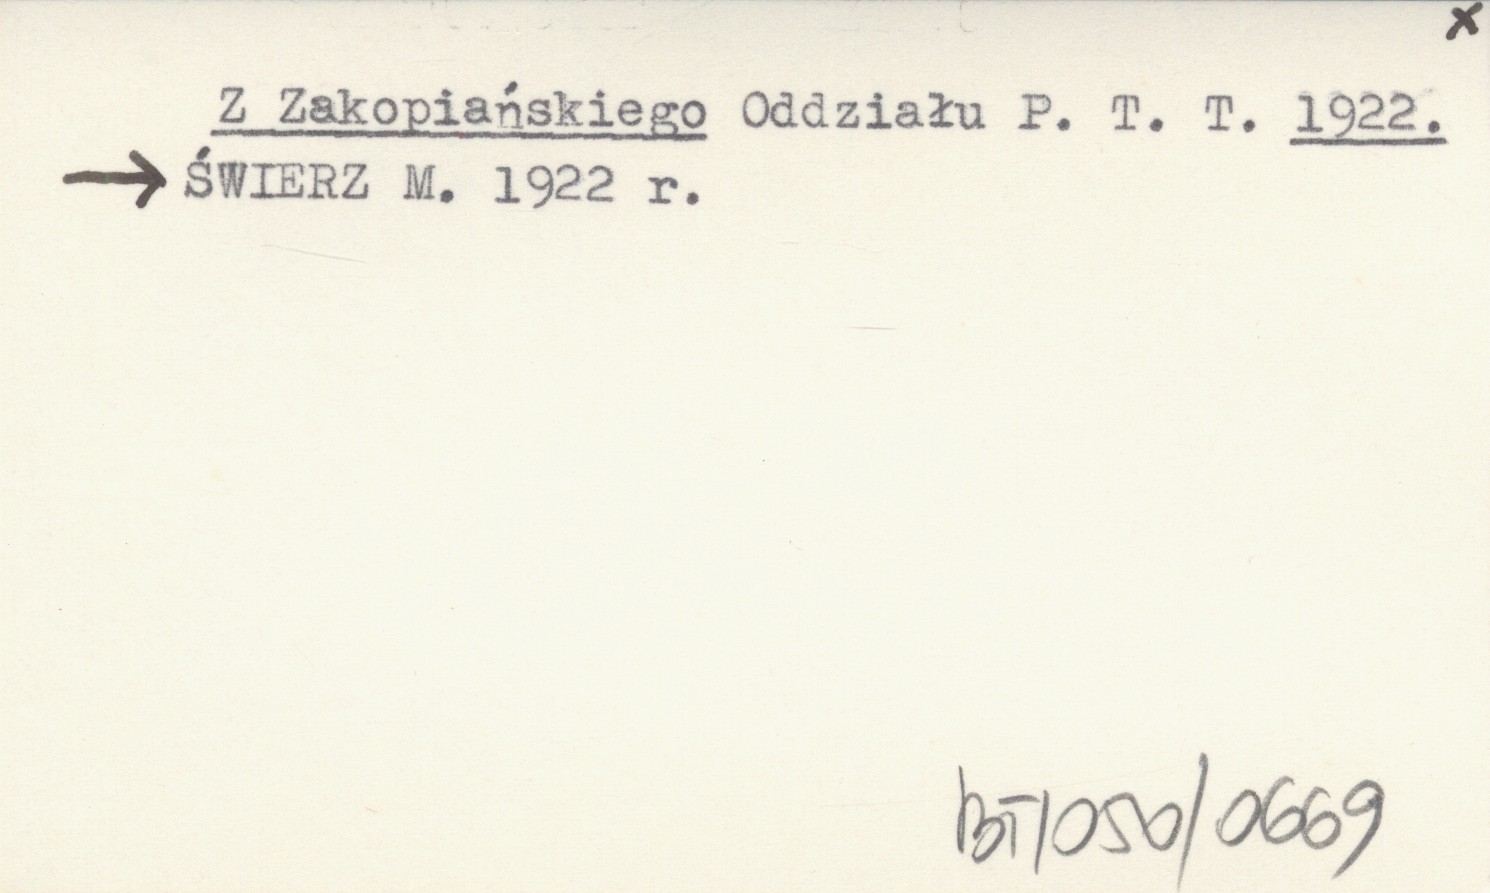 x
Z Zakopiańskiego Oddziału P. T. T. 1922.
→ ŚWIERZ M. 1922 r.
BT/050/0669